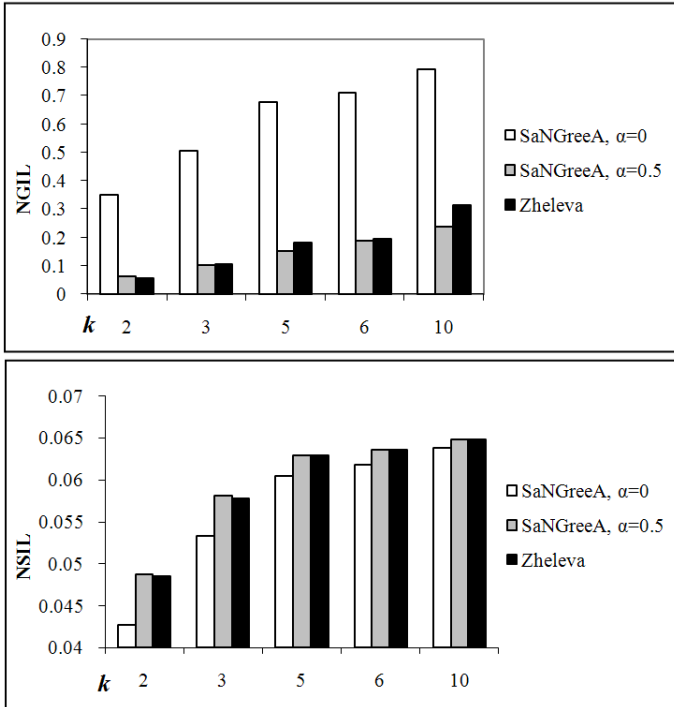 0.9
0.8
0.7
0.6
0.5
0.4
0.3
0.2
0.1
0
NGIL
k 2 3 5 6 10
SaNGreeA, α=0
SaNGreeA, α=0.5
Zheleva
0.07
0.065
0.06
0.055
0.05
0.045
0.04
NSIL
k 2 3 5 6 10
SaNGreeA, α=0
SaNGreeA, α=0.5
Zheleva